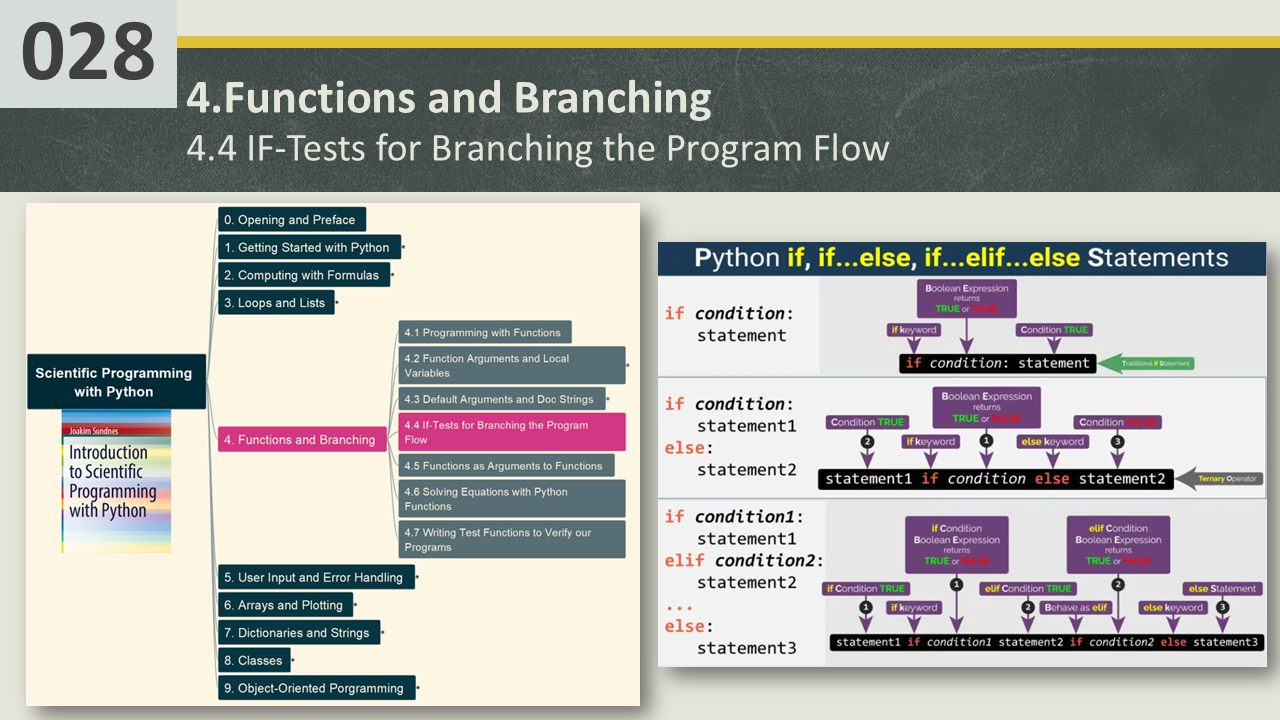 028
4.Functions and Branching
4.4 IF-Tests for Branching the Program Flow
0. Opening and Preface
1. Getting Started with Python
2. Computing with Formulas
3. Loops and Lists
Scientific Programming
with Python
Joakim Sundnes
Introduction
to Scientific
Programming
with Python
4. Functions and Branching
4.1 Programming with Functions
4.2 Function Arguments and Local
Variables
4.3 Default Arguments and Doc Strings
4.4 If-Tests for Branching the Program
Flow
4.5 Functions as Arguments to Functions
4.6 Solving Equations with Python
Functions
4.7 Writing Test Functions to Verify our
Programs
5. User Input and Error Handling
6. Arrays and Plotting
7. Dictionaries and Strings
8. Classes
9. Object-Oriented Porgramming
Python if, if...else, if...elif...else Statements
if condition:
statement
Boolean Expression
returns
TRUE or FALSE
if keyword
Condition TRUE
if condition: statement
Traditional if Statement
if condition:
statement1
else:
statement2
Boolean Expression
returns
TRUE or FALSE
Condition TRUE
Condition FALSE
2
if keyword
1
else keyword
3
statement1 if condition else statement2
Ternary Operator
if condition1:
statement1
elif condition2:
statement2
...
else:
statement3
if Condition
Boolean Expression
returns
TRUE or FALSE
elif Condition
Boolean Expression
returns
TRUE or FALSE
if Condition TRUE
1
elif Condition TRUE
2
else Statement
1
if keyword
2
Behave as elif
else keyword
3
statement1 if condition1 statement2 if condition2 else statement3